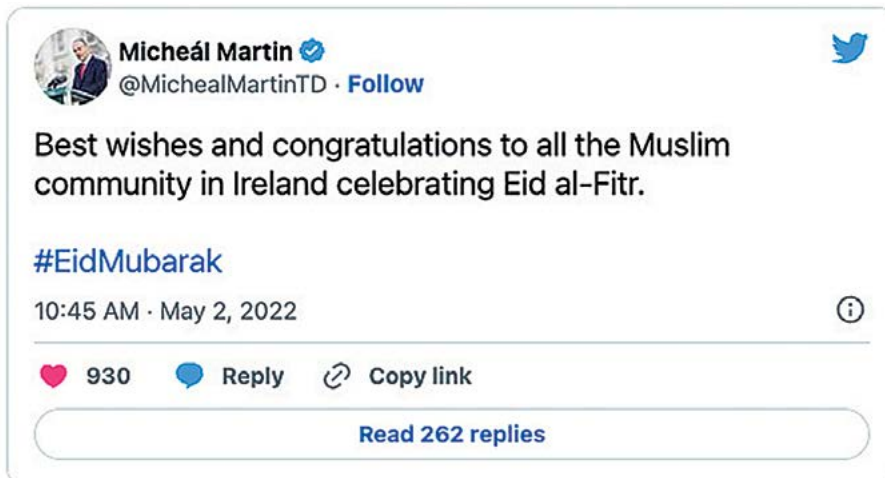 Micheál Martin
@MichealMartinTD · Follow
Best wishes and congratulations to all the Muslim
community in Ireland celebrating Eid al-Fitr.
#EidMubarak
10:45 AM · May 2, 2022
930 Reply Copy link
Read 262 replies